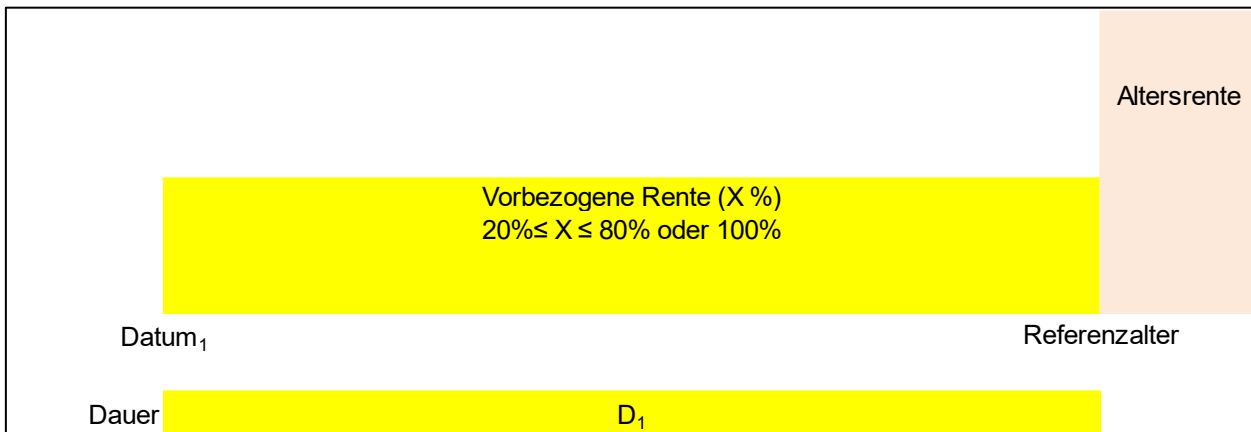 Altersrente
Vorbezogene Rente (X %)
20%≤ X ≤ 80% oder 100%
Datum₁
Referenzalter
Dauer
D₁